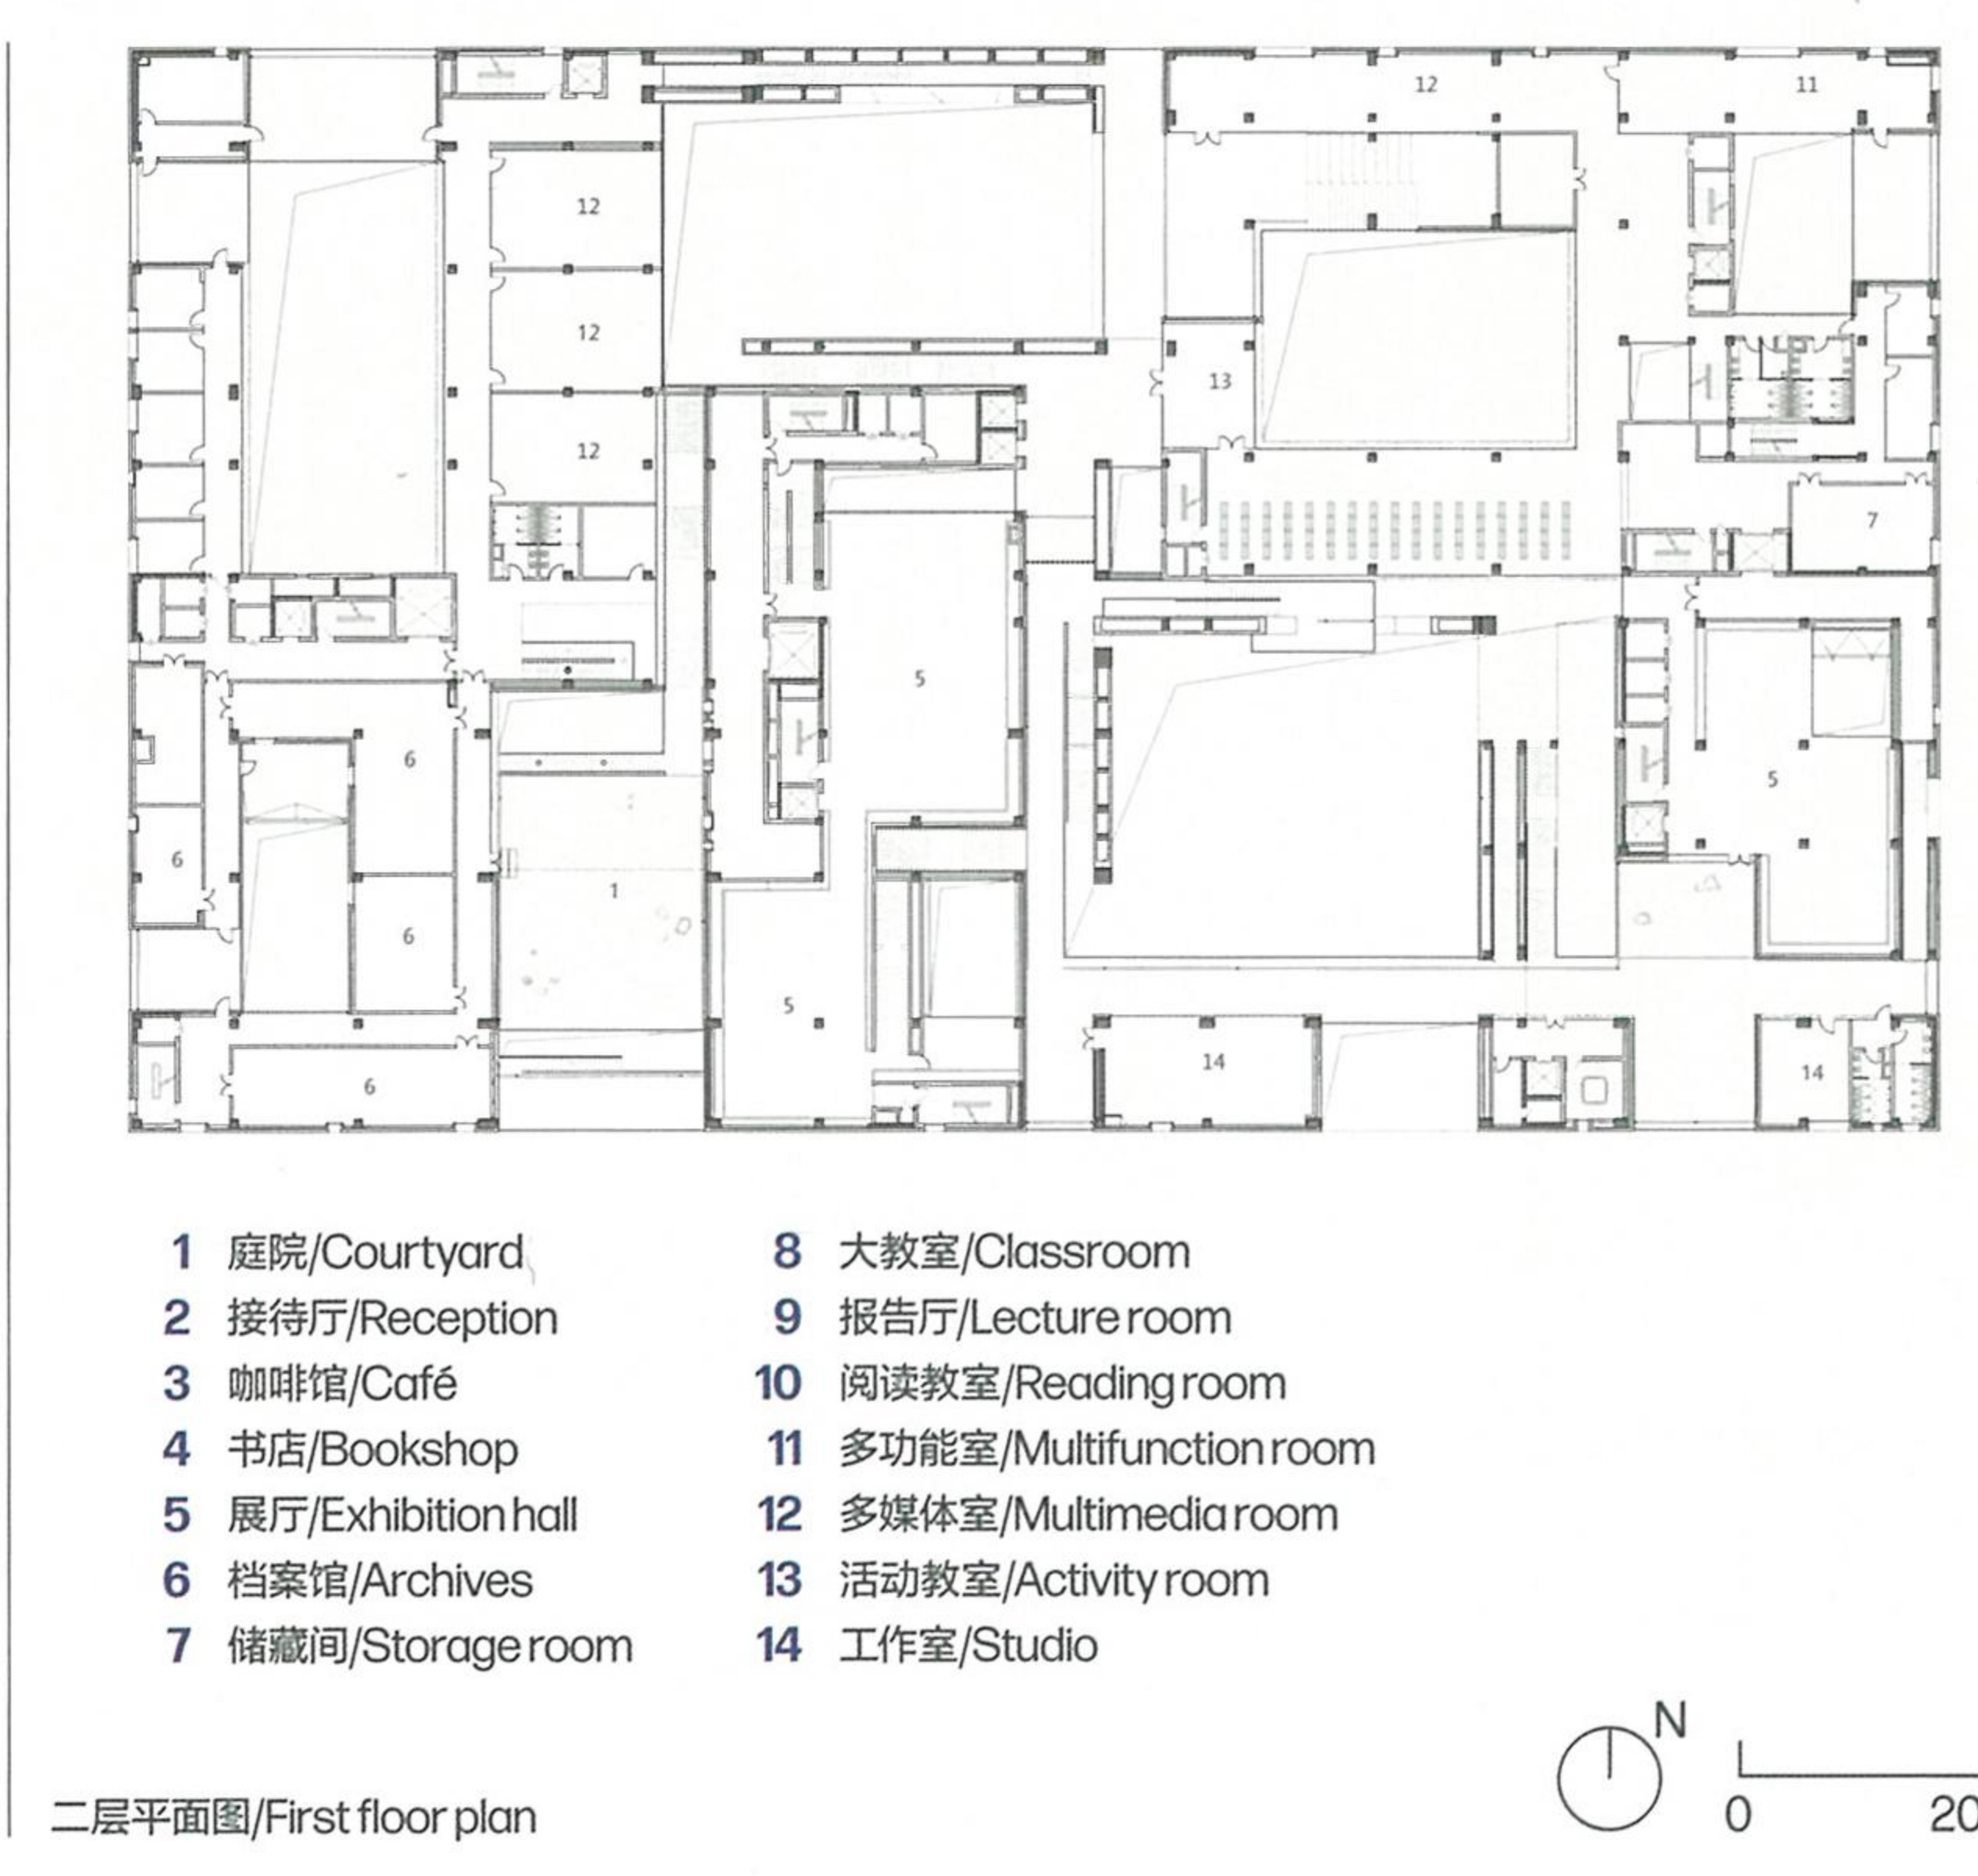 12
11
12
12
13
12
7
5
6
5
6
1
6
5
14
14
6
1 庭院/Courtyard
2 接待厅/Reception
3 咖啡馆/Café
4 书店/Bookshop
5 展厅/Exhibition hall
6 档案馆/Archives
7 储藏间/Storage room
8 大教室/Classroom
9 报告厅/Lecture room
10 阅读教室/Reading room
11 多功能室/Multifunction room
12 多媒体室/Multimedia room
13 活动教室/Activity room
14 工作室/Studio
N
0 20
二层平面图/First floor plan